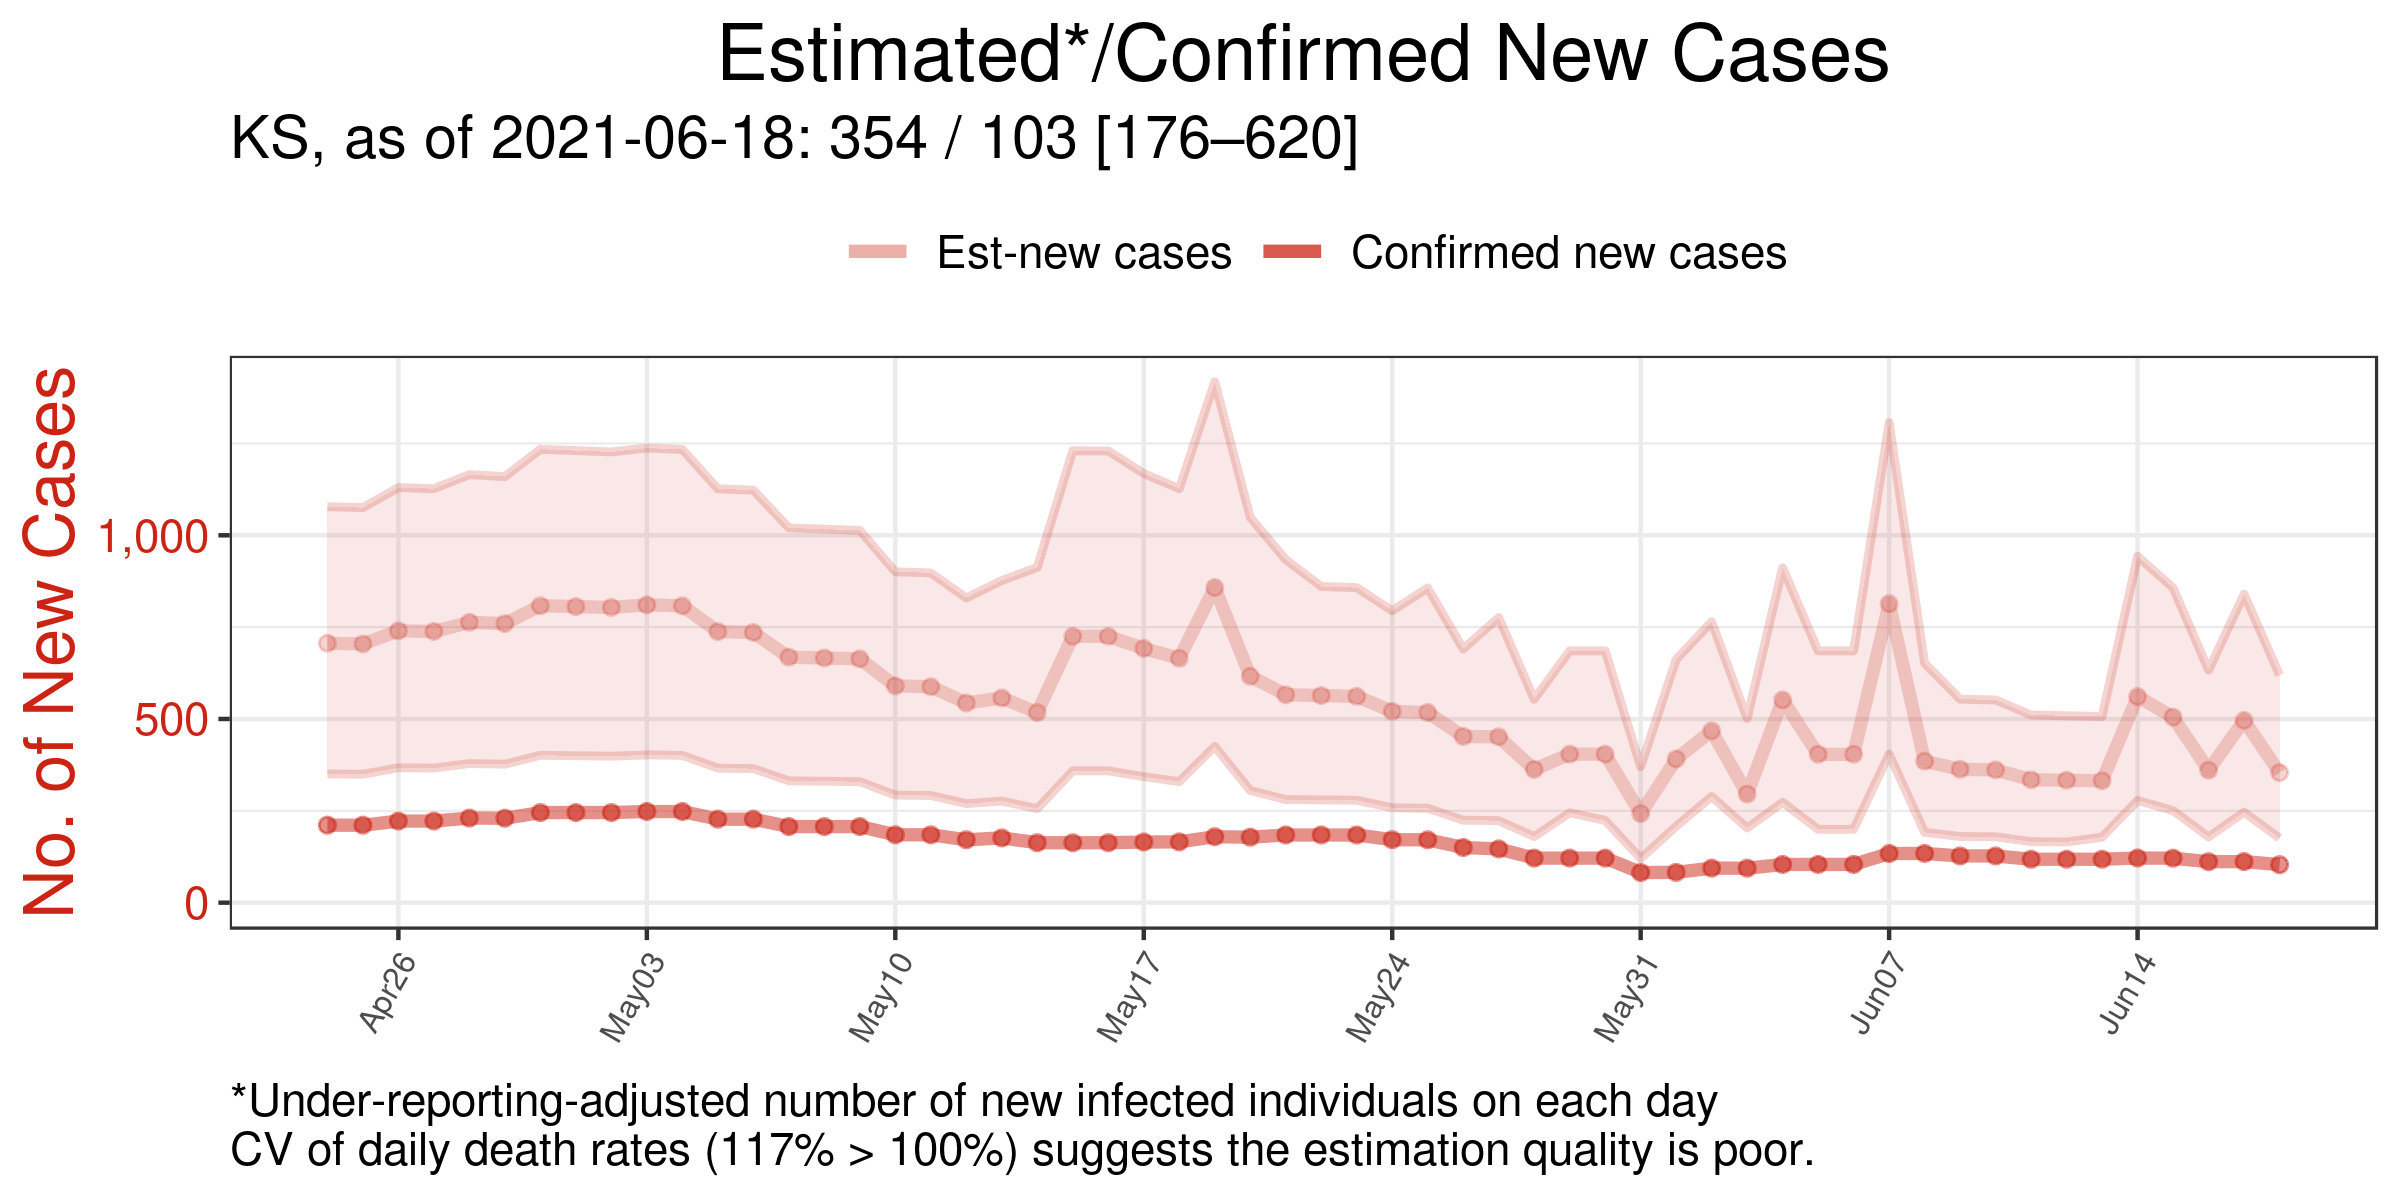 Estimated*/Confirmed New Cases
KS, as of 2021-06-18: 354 / 103 [176–620]
Est-new cases Confirmed new cases
No. of New Cases
1,000
500
0
Apr26 May03 May10 May17 May24 May31 Jun07 Jun14
*Under-reporting-adjusted number of new infected individuals on each day
CV of daily death rates (117% > 100%) suggests the estimation quality is poor.